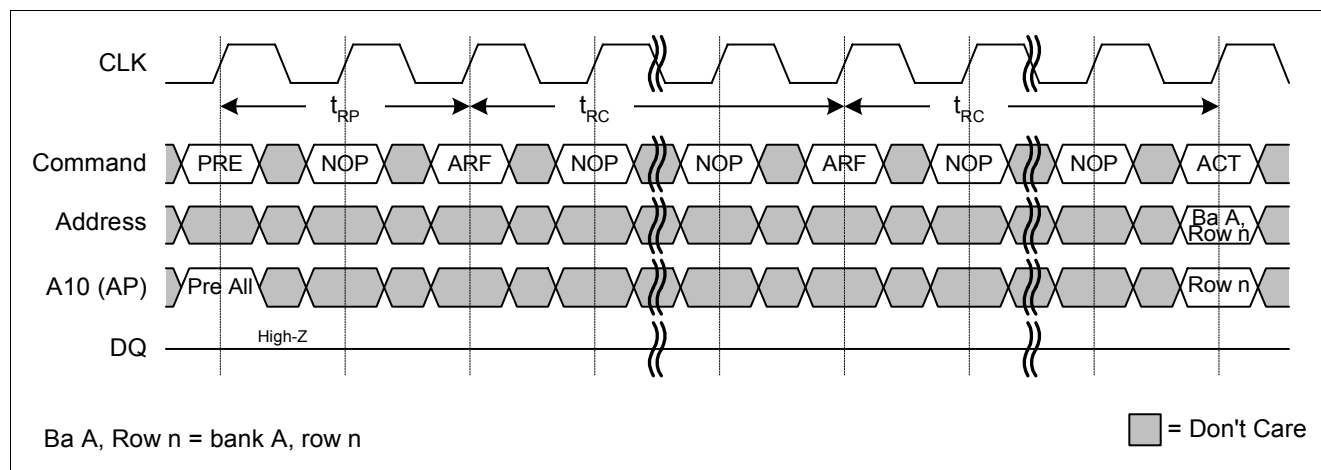 CLK
tRP
tRC
tRC
Command
PRE
NOP
ARF
NOP
NOP
ARF
NOP
NOP
ACT
Address
Ba A,
Row n
A10 (AP)
Pre All
Row n
DQ
High-Z
Ba A, Row n = bank A, row n
= Don't Care